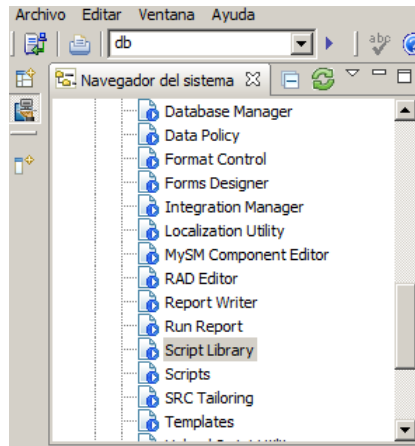 Archivo Editar Ventana Ayuda
db
abc
Navegador del sistema
Database Manager
Data Policy
Format Control
Forms Designer
Integration Manager
Localization Utility
MySM Component Editor
RAD Editor
Report Writer
Run Report
Script Library
Scripts
SRC Tailoring
Templates